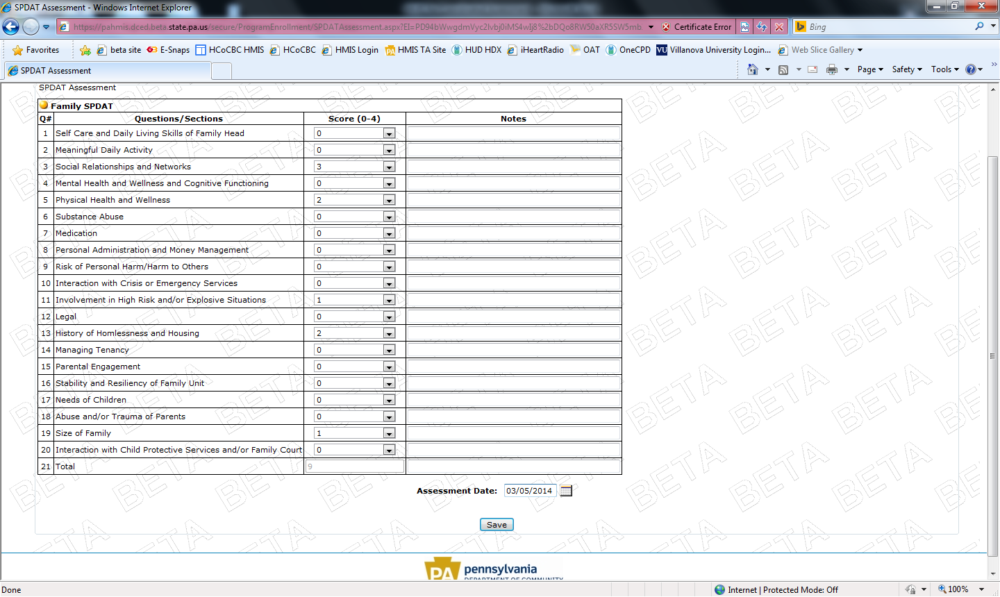 SPDAT Assessment - Windows Internet Explorer
https://pahmis.dced.beta.state.pa.us/secure/ProgramEnrollment/SPDATAssessment.aspx?EI=PD94bWwgdmVyc2lvbj0iMS4wIj8%2bDQo8RW50aXR5SW5mb. Certificate Error Bing
Favorites beta site E-Snaps HCoCBC HMIS HCoCBC HMIS Login HMIS TA Site HUD HDX iHeartRadio OAT OneCPD VU Villanova University Login... Web Slice Gallery
SPDAT Assessment Page Safety Tools
SPDAT Assessment
Family SPDAT
Q# Questions/Sections Score (0-4) Notes
1 Self Care and Daily Living Skills of Family Head 0
2 Meaningful Daily Activity 0
3 Social Relationships and Networks 3
4 Mental Health and Wellness and Cognitive Functioning 0
5 Physical Health and Wellness 2
6 Substance Abuse 0
7 Medication 0
8 Personal Administration and Money Management 0
9 Risk of Personal Harm/Harm to Others 0
10 Interaction with Crisis or Emergency Services 0
11 Involvement in High Risk and/or Explosive Situations 1
12 Legal 0
13 History of Homlessness and Housing 2
14 Managing Tenancy 0
15 Parental Engagement 0
16 Stability and Resiliency of Family Unit 0
17 Needs of Children 0
18 Abuse and/or Trauma of Parents 0
19 Size of Family 1
20 Interaction with Child Protective Services and/or Family Court 0
21 Total 9
Assessment Date: 03/05/2014
Save
BETA
PA pennsylvania
DEPARTMENT OF COMMUNITY
Done Internet | Protected Mode: Off 100%